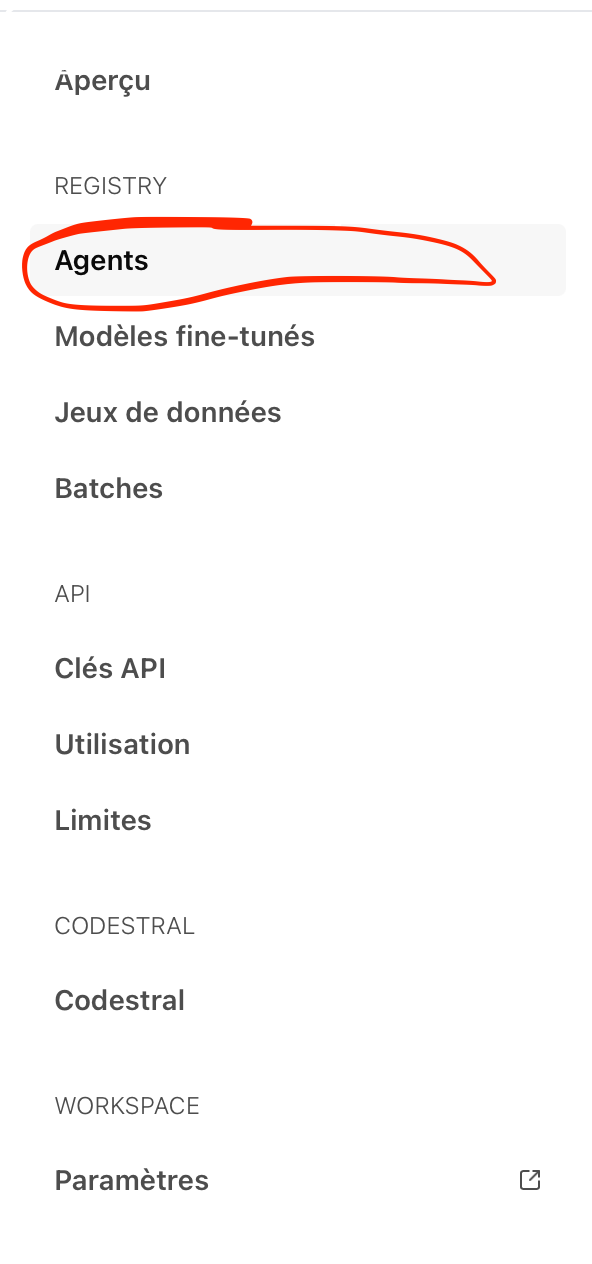 Aperçu
REGISTRY
Agents
Modèles fine-tunés
Jeux de données
Batches
API
Clés API
Utilisation
Limites
CODESTRAL
Codestral
WORKSPACE
Paramètres